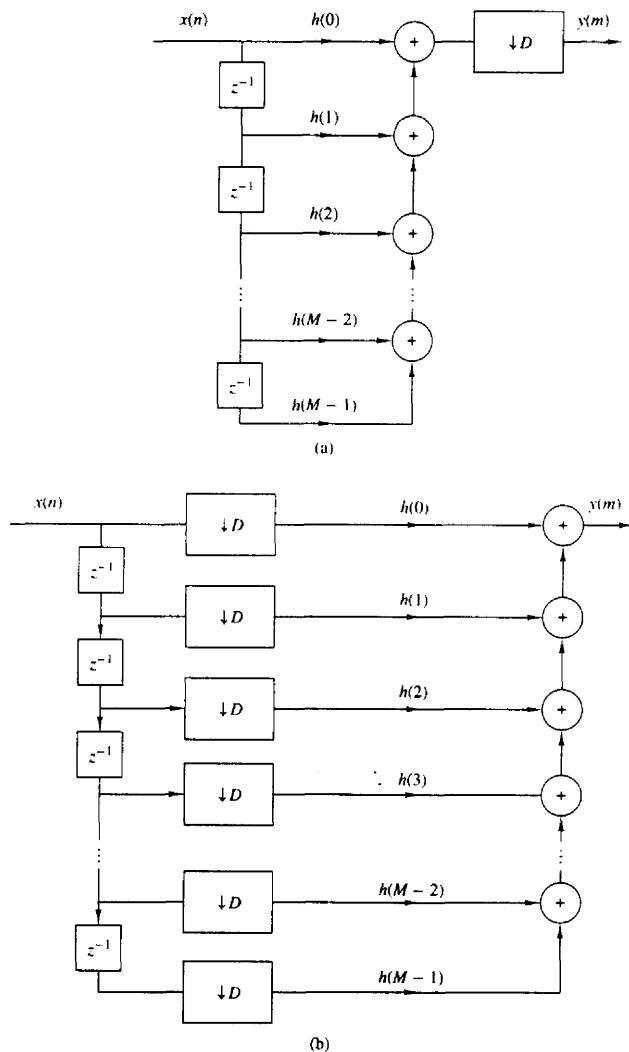 x(n) h(0) + ↓D y(m)
z⁻¹
h(1) +
z⁻¹
h(2) +
h(M − 2) +
z⁻¹
h(M − 1)
(a)
x(n) ↓D h(0) + y(m)
z⁻¹
↓D h(1) +
z⁻¹
↓D h(2) +
z⁻¹
↓D h(3) +
↓D h(M − 2) +
z⁻¹
↓D h(M − 1)
(b)